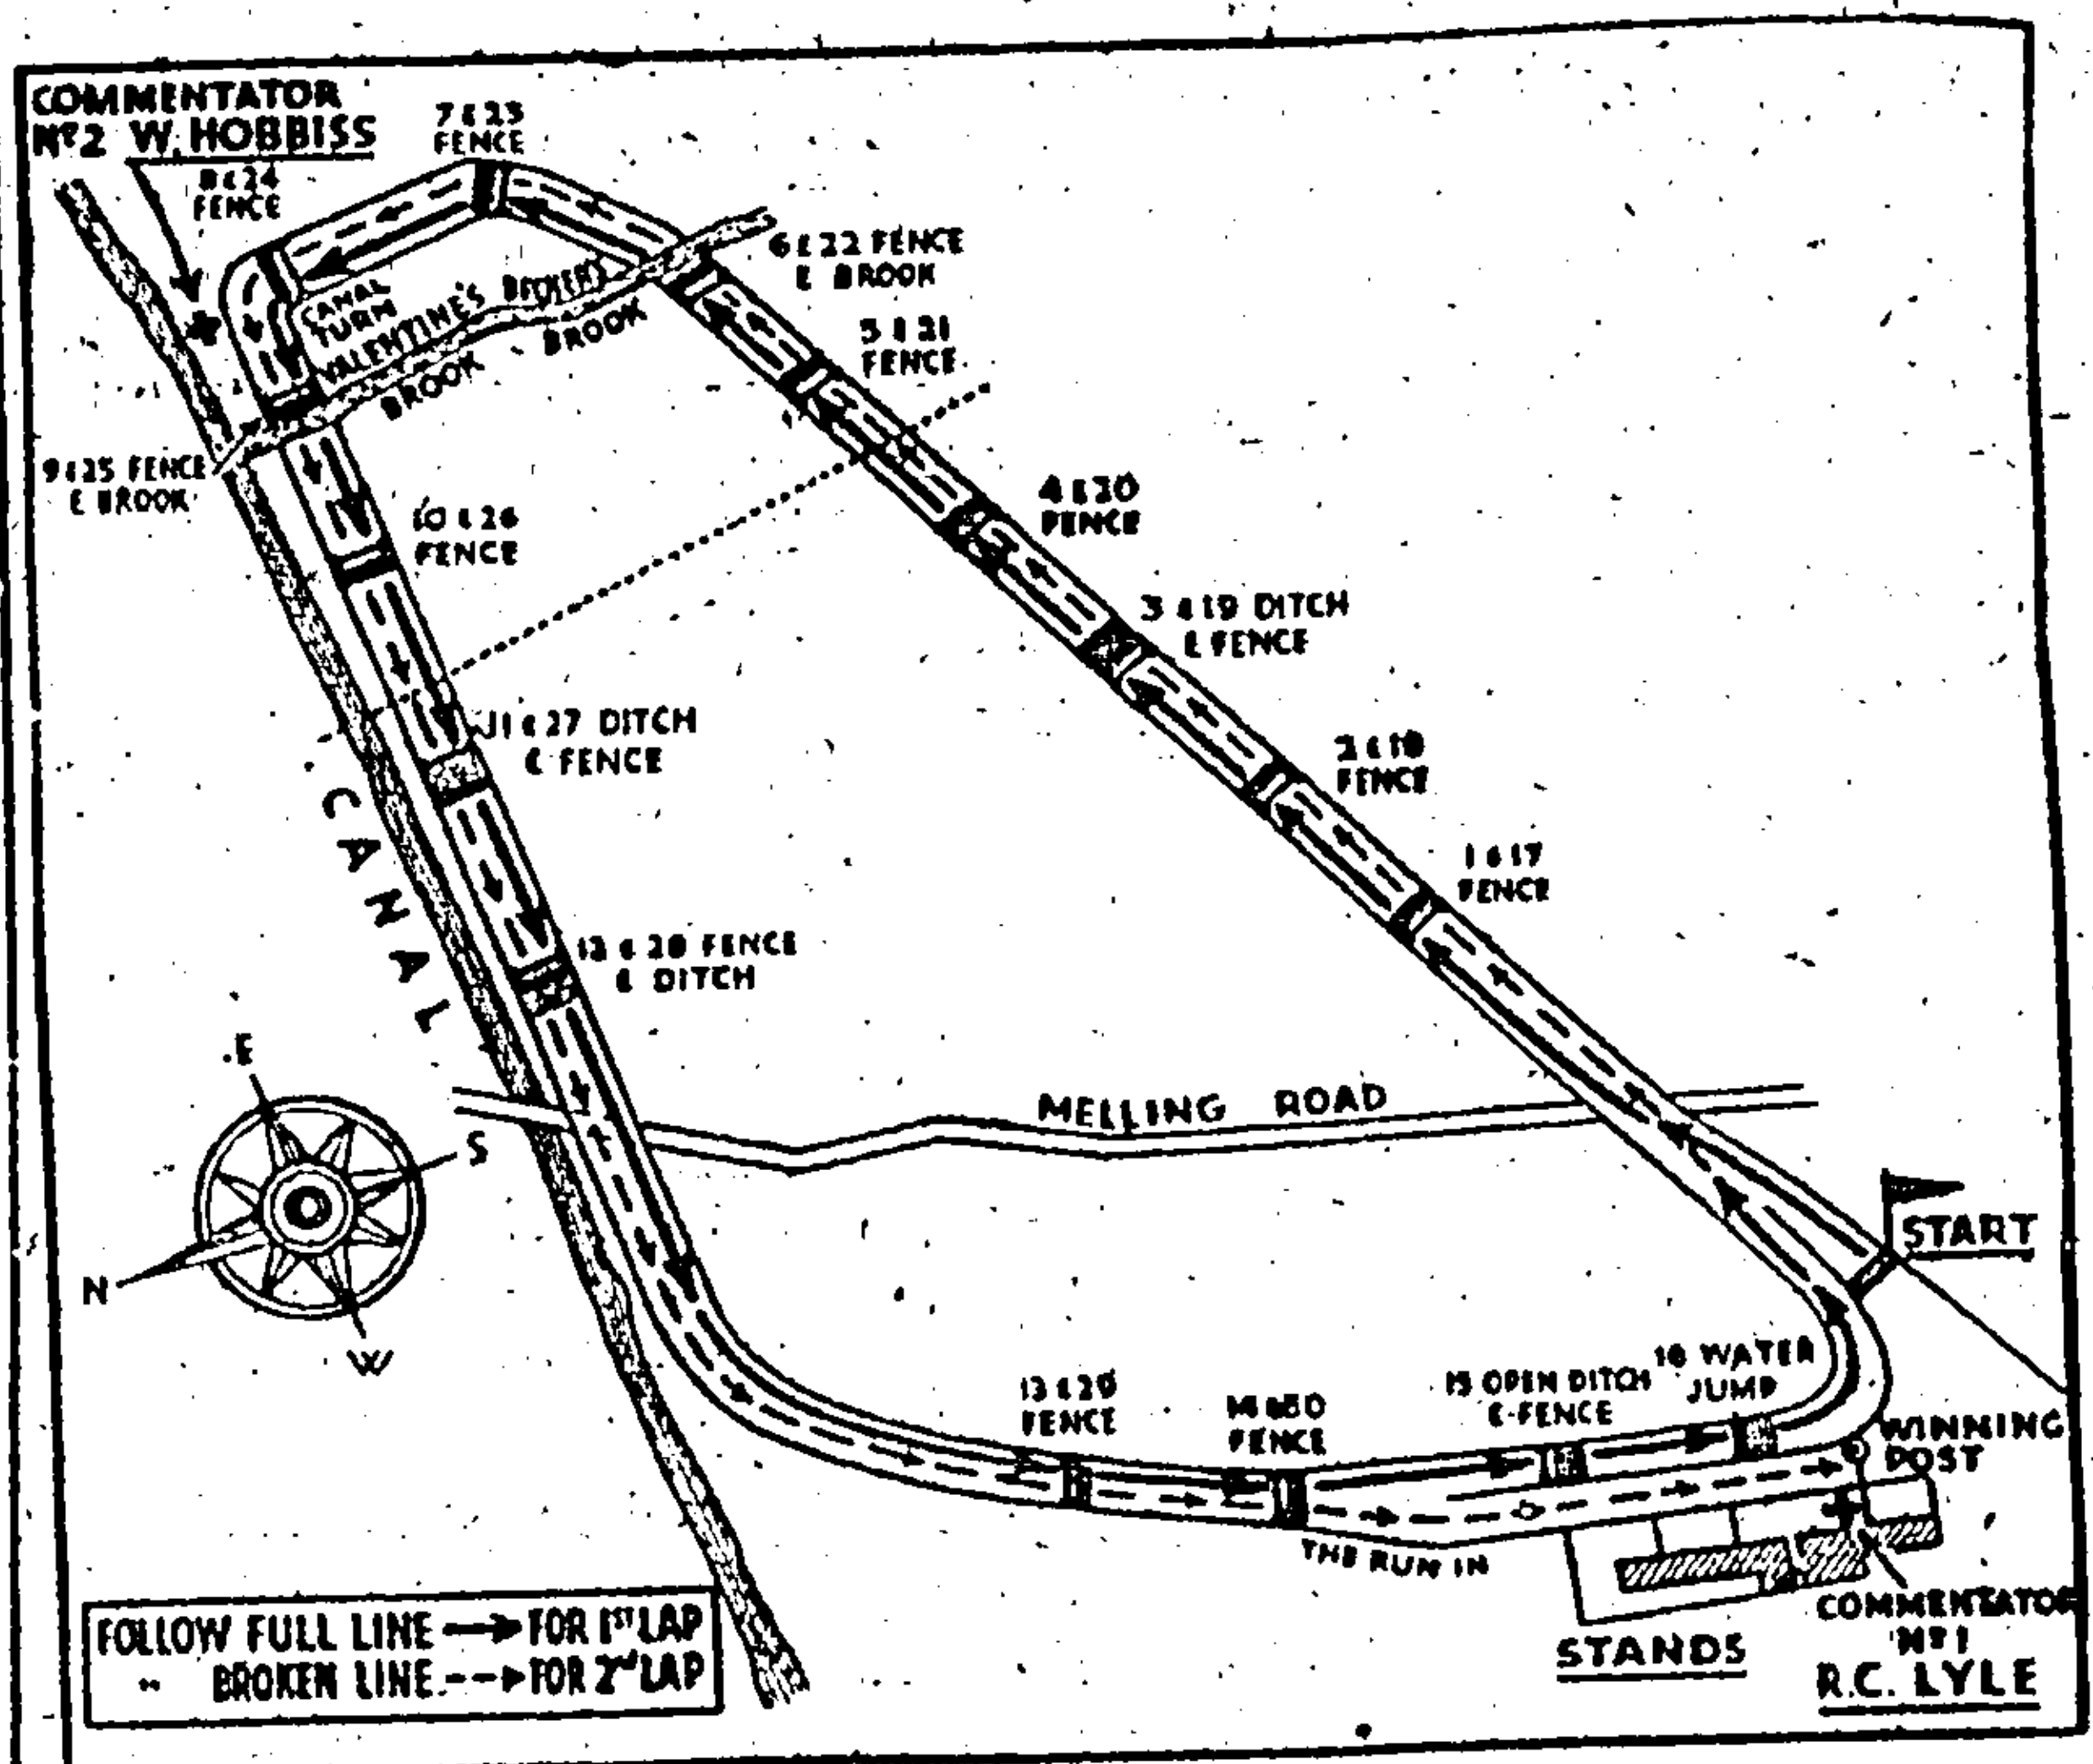 COMMENTATOR
Nº2 W. HOBBISS
7 & 23
FENCE
8 & 24
FENCE
6 & 22 FENCE
& BROOK
CANAL
TURN
VALENTINE'S
BROOK - BROOK
5 & 21
FENCE
9 & 25 FENCE
& BROOK
10 & 26
FENCE
4 & 20
FENCE
3 & 19 DITCH
& FENCE
11 & 27 DITCH
& FENCE
2 & 18
FENCE
CANAL
1 & 17
FENCE
12 & 28 FENCE
& DITCH
E
S
N
W
MELLING ROAD
START
13 & 29
FENCE
14 & 30
FENCE
15 OPEN DITCH
& FENCE
16 WATER
JUMP
WINNING
POST
THE RUN IN
STANDS
COMMENTATOR
Nº1
R.C. LYLE
FOLLOW FULL LINE → FOR 1ST LAP
" BROKEN LINE --→ FOR 2nd LAP